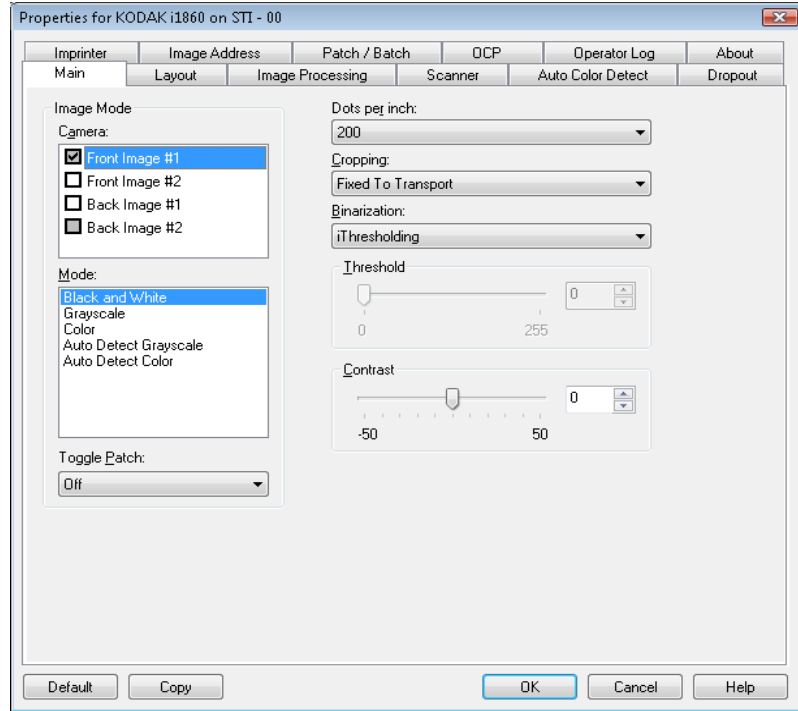 Properties for KODAK i1860 on STI - 00
Imprinter Image Address Patch / Batch OCP Operator Log About
Main Layout Image Processing Scanner Auto Color Detect Dropout
Image Mode
Camera:
Front Image #1
Front Image #2
Back Image #1
Back Image #2
Mode:
Black and White
Grayscale
Color
Auto Detect Grayscale
Auto Detect Color
Toggle Patch:
Off
Dots per inch:
200
Cropping:
Fixed To Transport
Binarization:
iThresholding
Threshold
0
0 255
Contrast
0
-50 50
Default Copy OK Cancel Help